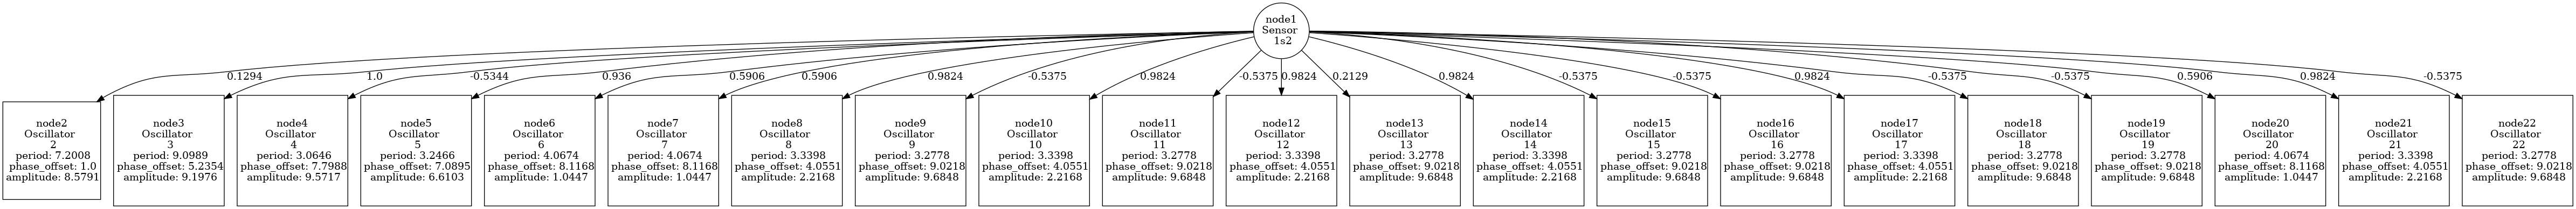 node1
Sensor
1s2
0.1294
1.0
-0.5344
0.936
0.5906
0.5906
0.9824
-0.5375
0.9824
-0.5375
0.9824
0.2129
0.9824
-0.5375
-0.5375
0.9824
-0.5375
-0.5375
0.5906
0.9824
-0.5375
node2
Oscillator
2
period: 7.2008
phase_offset: 1.0
amplitude: 8.5791
node3
Oscillator
3
period: 9.0989
phase_offset: 5.2354
amplitude: 9.1976
node4
Oscillator
4
period: 3.0646
phase_offset: 7.7988
amplitude: 9.5717
node5
Oscillator
5
period: 3.2466
phase_offset: 7.0895
amplitude: 6.6103
node6
Oscillator
6
period: 4.0674
phase_offset: 8.1168
amplitude: 1.0447
node7
Oscillator
7
period: 4.0674
phase_offset: 8.1168
amplitude: 1.0447
node8
Oscillator
8
period: 3.3398
phase_offset: 4.0551
amplitude: 2.2168
node9
Oscillator
9
period: 3.2778
phase_offset: 9.0218
amplitude: 9.6848
node10
Oscillator
10
period: 3.3398
phase_offset: 4.0551
amplitude: 2.2168
node11
Oscillator
11
period: 3.2778
phase_offset: 9.0218
amplitude: 9.6848
node12
Oscillator
12
period: 3.3398
phase_offset: 4.0551
amplitude: 2.2168
node13
Oscillator
13
period: 3.2778
phase_offset: 9.0218
amplitude: 9.6848
node14
Oscillator
14
period: 3.3398
phase_offset: 4.0551
amplitude: 2.2168
node15
Oscillator
15
period: 3.2778
phase_offset: 9.0218
amplitude: 9.6848
node16
Oscillator
16
period: 3.2778
phase_offset: 9.0218
amplitude: 9.6848
node17
Oscillator
17
period: 3.3398
phase_offset: 4.0551
amplitude: 2.2168
node18
Oscillator
18
period: 3.2778
phase_offset: 9.0218
amplitude: 9.6848
node19
Oscillator
19
period: 3.2778
phase_offset: 9.0218
amplitude: 9.6848
node20
Oscillator
20
period: 4.0674
phase_offset: 8.1168
amplitude: 1.0447
node21
Oscillator
21
period: 3.3398
phase_offset: 4.0551
amplitude: 2.2168
node22
Oscillator
22
period: 3.2778
phase_offset: 9.0218
amplitude: 9.6848